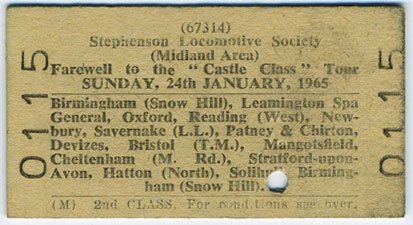 (67314)
Stephenson Locomotive Society
(Midland Area)
Farewell to the "Castle Class" Tour
SUNDAY, 24th JANUARY, 1965
Birmingham (Snow Hill), Leamington Spa
General, Oxford, Reading (West), New-
bury, Savernake (L.L.), Patney & Chirton,
Devizes, Bristol (T.M.), Mangotsfield,
Cheltenham (M. Rd.), Stratford-upon-
Avon, Hatton (North), Solihull Birming-
ham (Snow Hill).
(M) 2nd CLASS. For conditions see over.
0115
0115